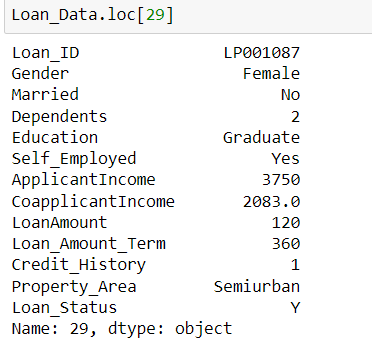 Loan_Data.loc[29]
Loan_ID LP001087
Gender Female
Married No
Dependents 2
Education Graduate
Self_Employed Yes
ApplicantIncome 3750
CoapplicantIncome 2083.0
LoanAmount 120
Loan_Amount_Term 360
Credit_History 1
Property_Area Semiurban
Loan_Status Y
Name: 29, dtype: object